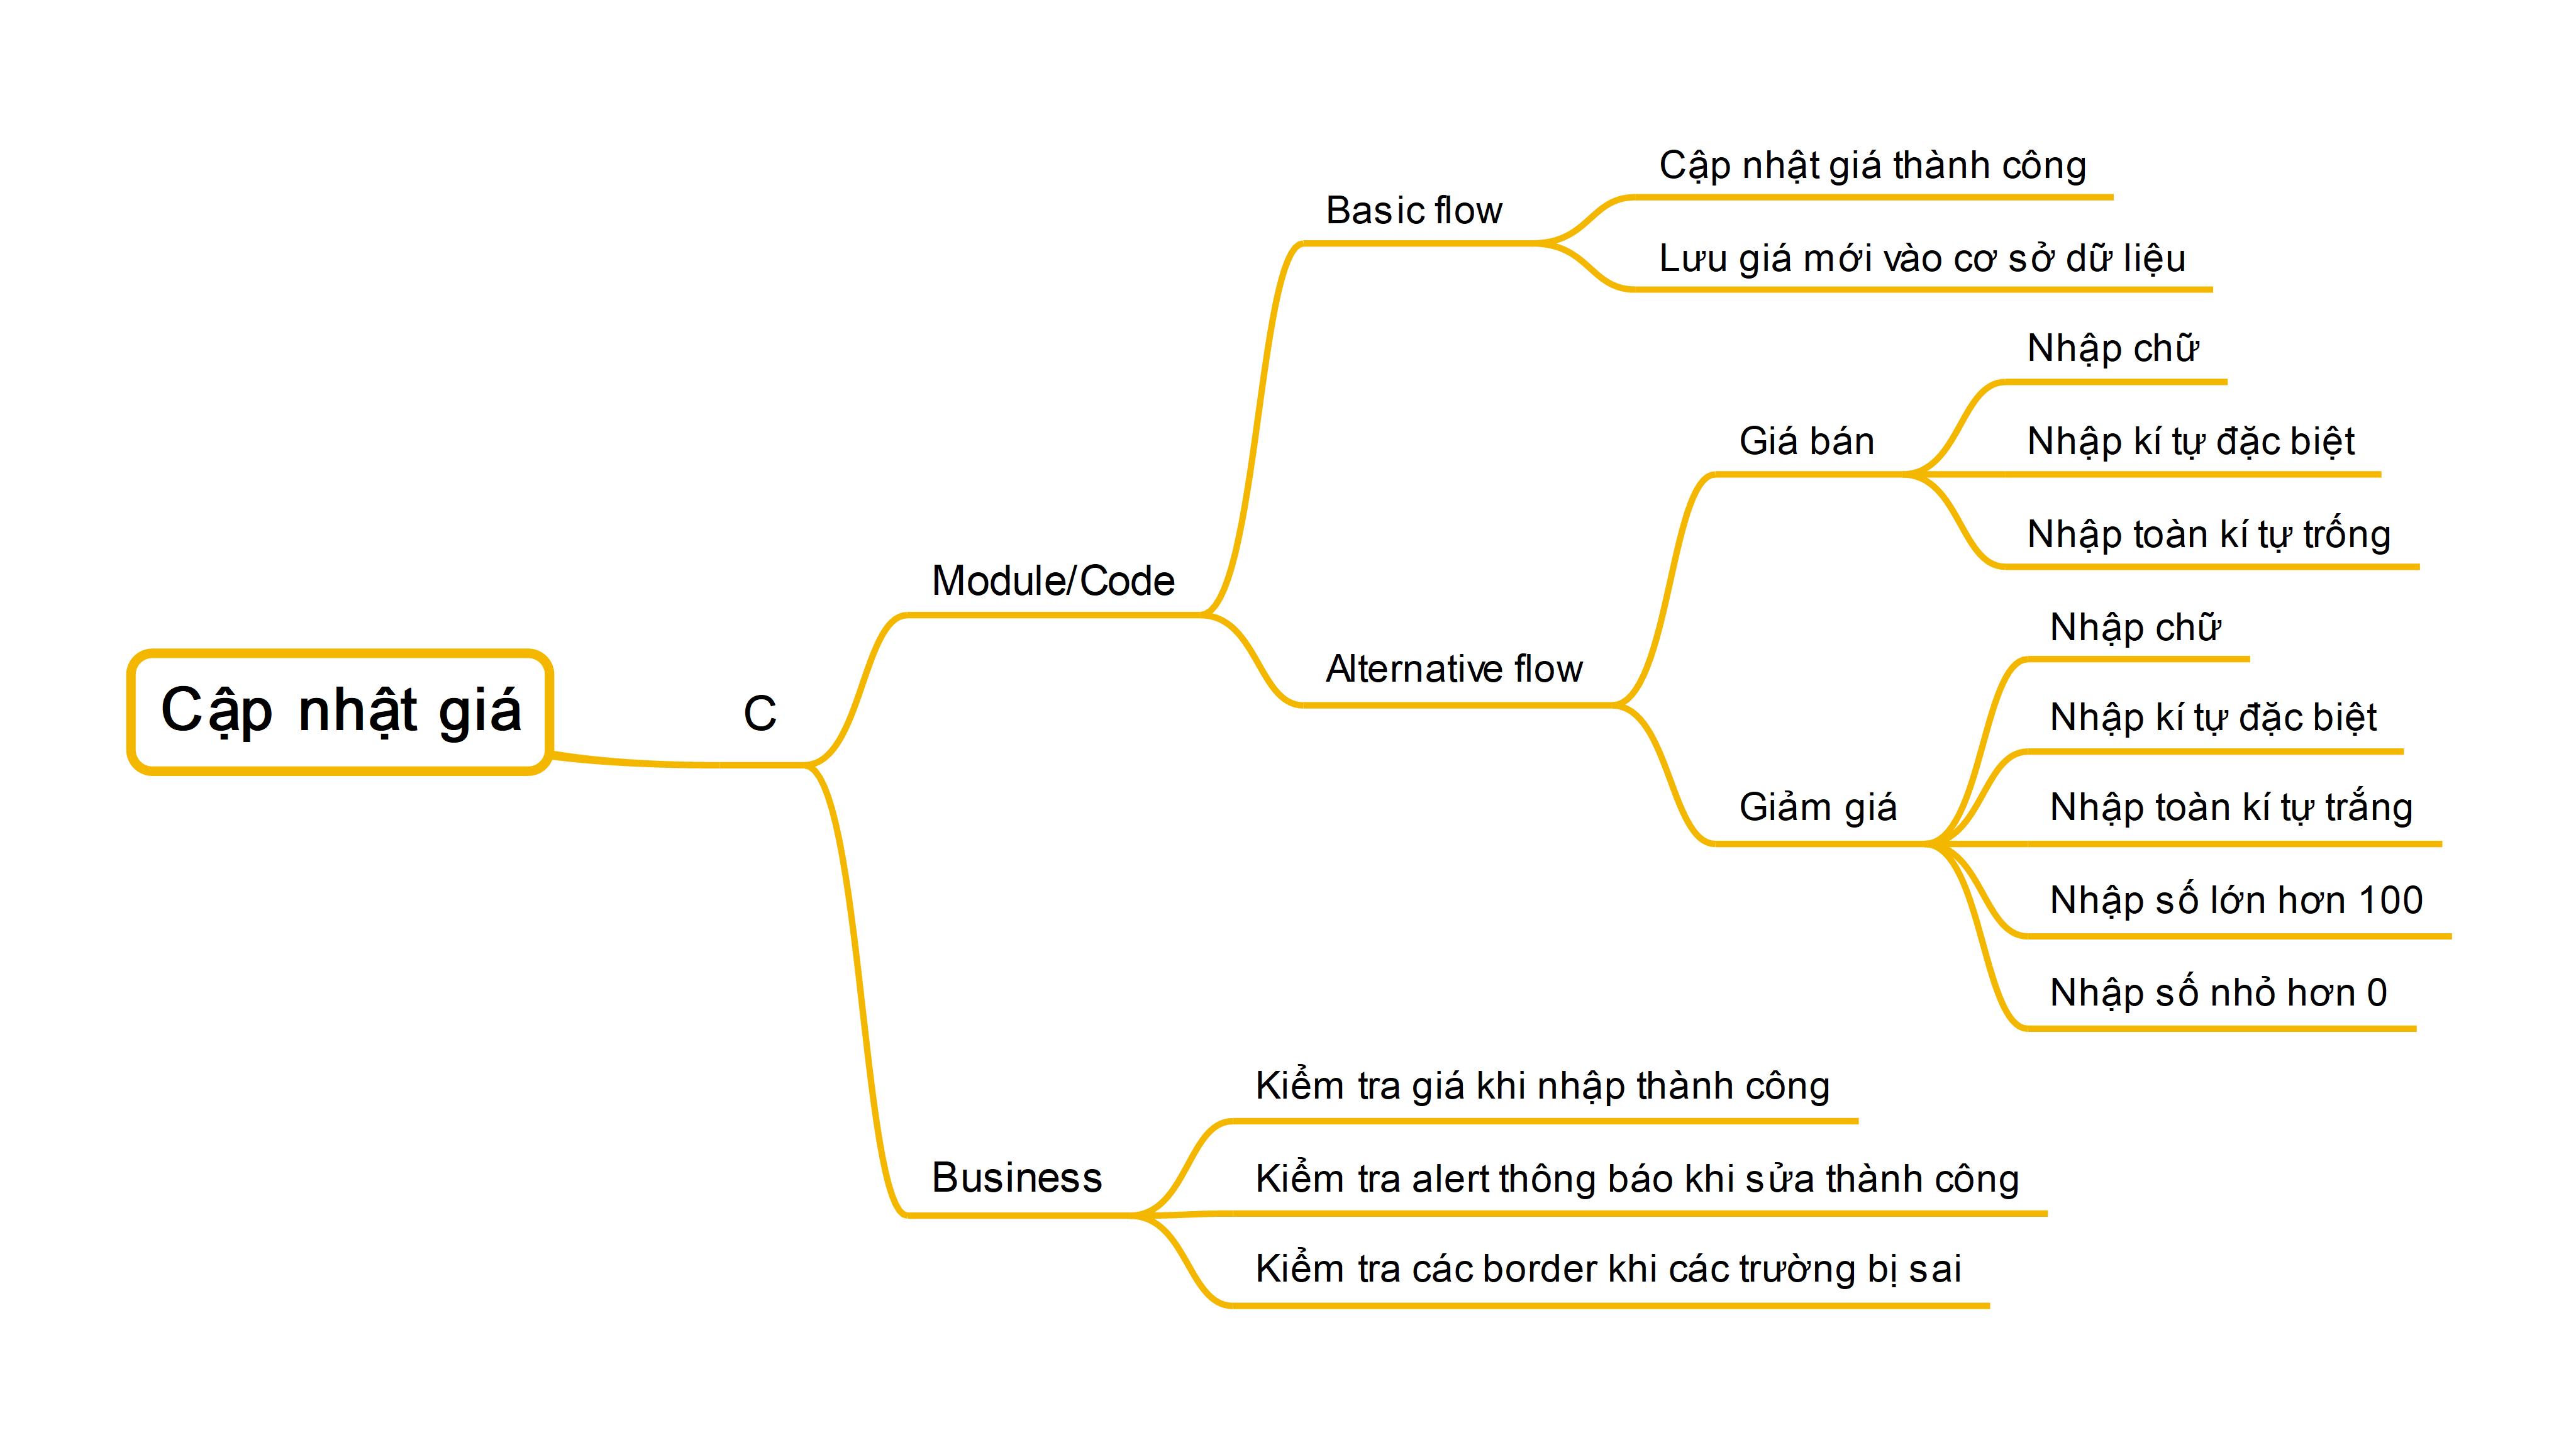 Cập nhật giá
C
Module/Code
Basic flow
Cập nhật giá thành công
Lưu giá mới vào cơ sở dữ liệu
Alternative flow
Giá bán
Nhập chữ
Nhập kí tự đặc biệt
Nhập toàn kí tự trống
Giảm giá
Nhập chữ
Nhập kí tự đặc biệt
Nhập toàn kí tự trắng
Nhập số lớn hơn 100
Nhập số nhỏ hơn 0
Business
Kiểm tra giá khi nhập thành công
Kiểm tra alert thông báo khi sửa thành công
Kiểm tra các border khi các trường bị sai